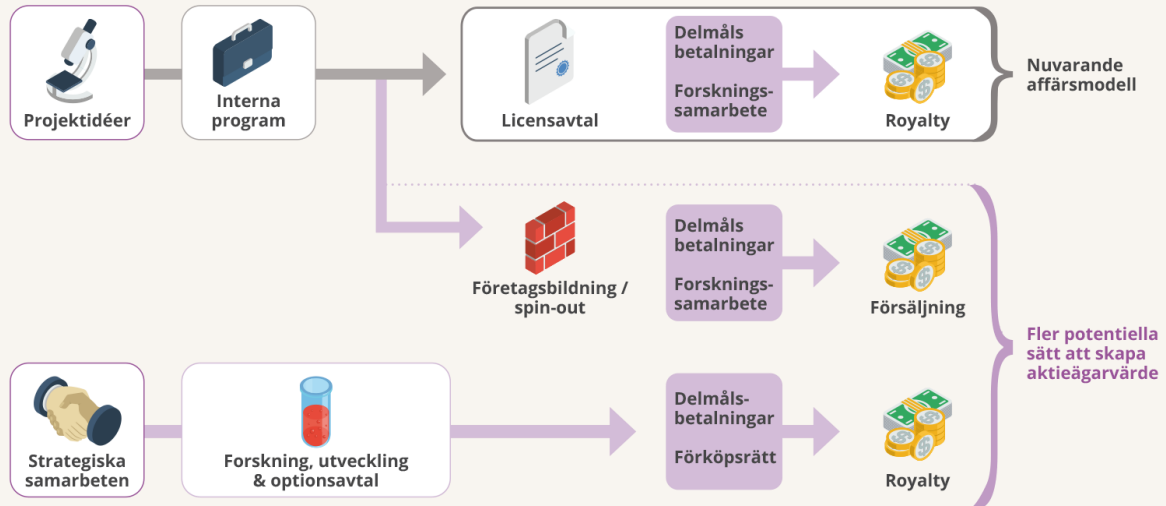 Projektidéer
Interna
program
Licensavtal
Delmåls
betalningar
Forsknings-
samarbete
Royalty
Nuvarande
affärsmodell
Företagsbildning /
spin-out
Delmåls
betalningar
Forsknings-
samarbete
Försäljning
Fler potentiella
sätt att skapa
aktieägarvärde
Strategiska
samarbeten
Forskning, utveckling
& optionsavtal
Delmåls-
betalningar
Förköpsrätt
Royalty